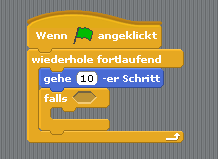 Wenn angeklickt
wiederhole fortlaufend
gehe 10 -er Schritt
falls